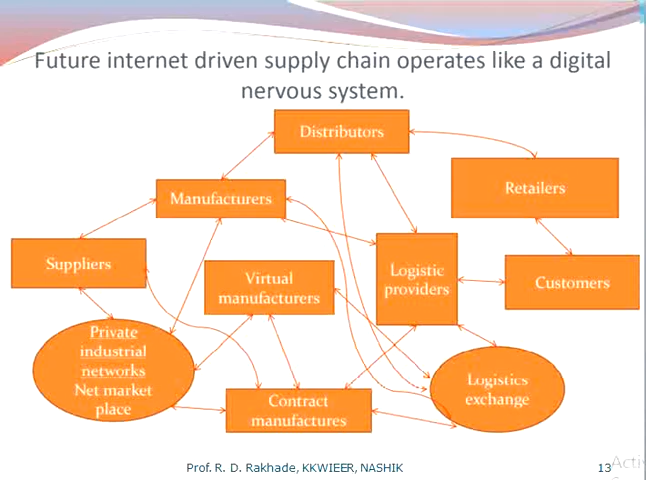 Future internet driven supply chain operates like a digital
nervous system.
Distributors
Retailers
Manufacturers
Suppliers
Logistic
providers
Virtual
manufacturers
Customers
Private
industrial
networks
Net market
place
Logistics
exchange
Contract
manufactures
Prof. R. D. Rakhade, KKWIEER, NASHIK
13
Acti